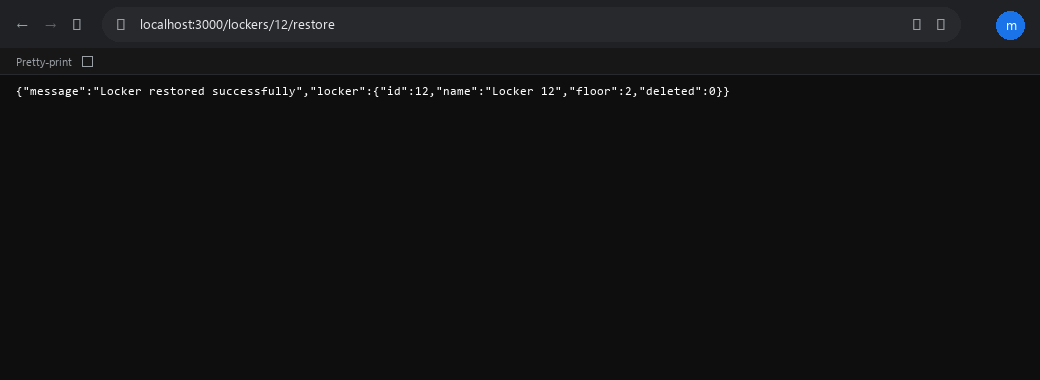 localhost:3000/lockers/12/restore
m
Pretty-print
{"message":"Locker restored successfully","locker":{"id":12,"name":"Locker 12","floor":2,"deleted":0}}